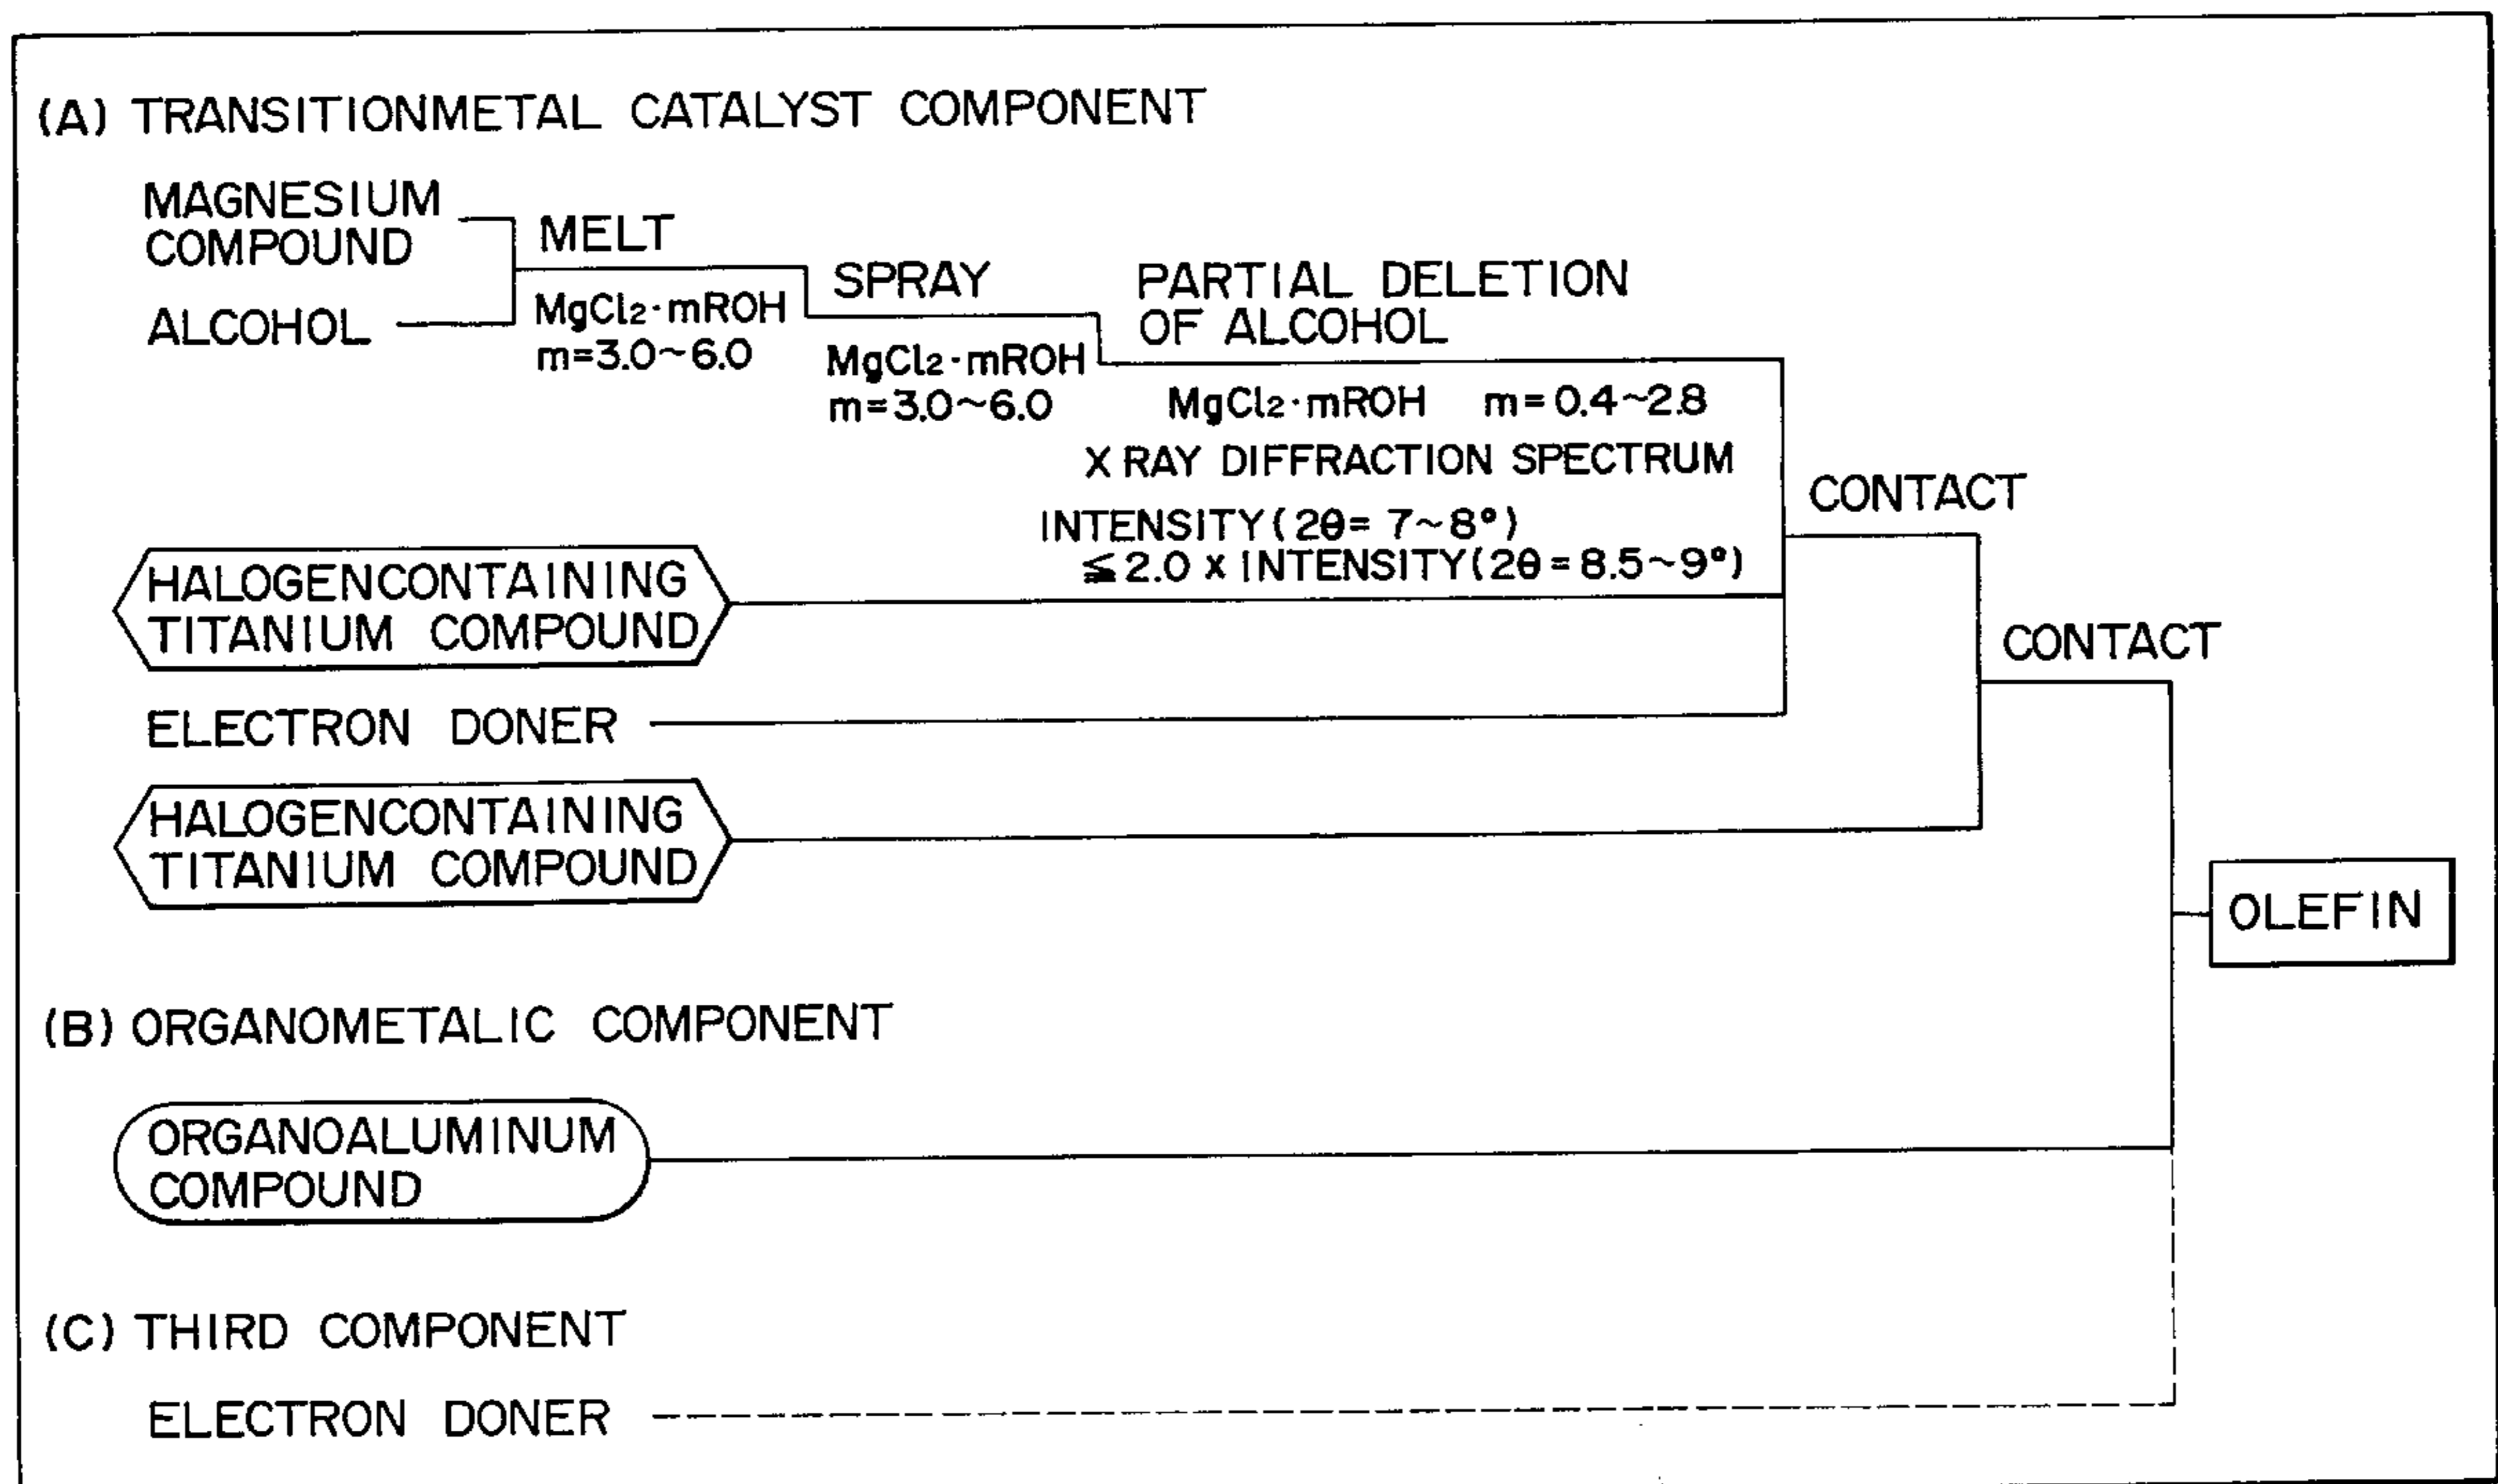 (A) TRANSITIONMETAL CATALYST COMPONENT
MAGNESIUM
COMPOUND
ALCOHOL
MELT
MgCl2·mROH
m=3.0~6.0
SPRAY
MgCl2·mROH
m=3.0~6.0
PARTIAL DELETION
OF ALCOHOL
MgCl2·mROH m=0.4~2.8
X RAY DIFFRACTION SPECTRUM
INTENSITY(2θ= 7~8°)
≦2.0 x INTENSITY(2θ=8.5~9°)
CONTACT
HALOGENCONTAINING
TITANIUM COMPOUND
CONTACT
ELECTRON DONER
HALOGENCONTAINING
TITANIUM COMPOUND
OLEFIN
(B) ORGANOMETALIC COMPONENT
ORGANOALUMINUM
COMPOUND
(C) THIRD COMPONENT
ELECTRON DONER